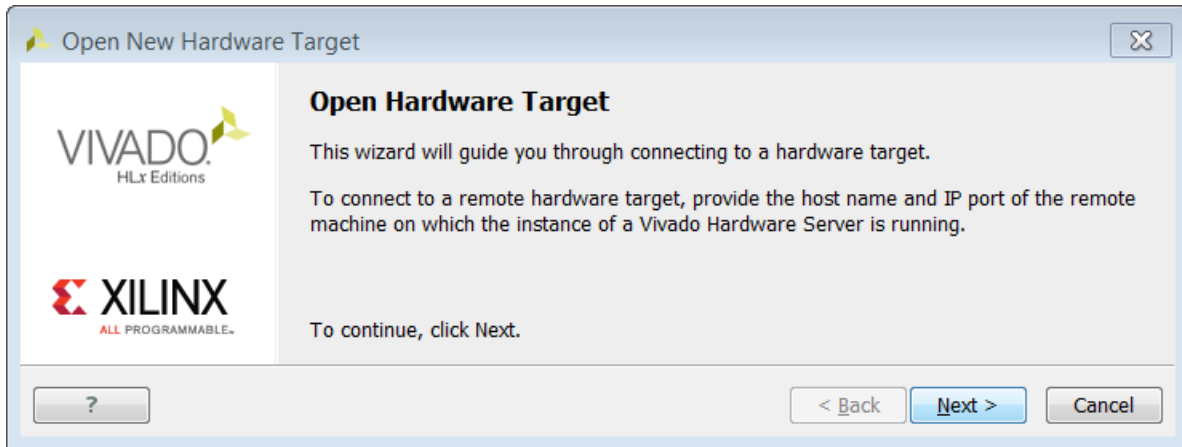 Open New Hardware Target
VIVADO.
HLx Editions
XILINX
ALL PROGRAMMABLE™
Open Hardware Target
This wizard will guide you through connecting to a hardware target.
To connect to a remote hardware target, provide the host name and IP port of the remote
machine on which the instance of a Vivado Hardware Server is running.
To continue, click Next.
?
< Back
Next >
Cancel